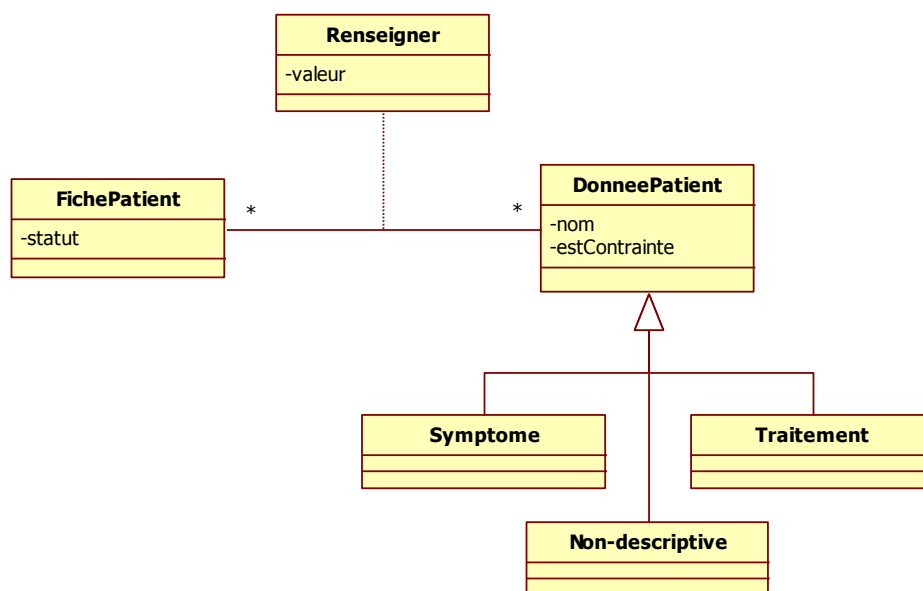 Renseigner
-valeur
FichePatient
-statut
*
*
DonneePatient
-nom
-estContrainte
Symptome
Traitement
Non-descriptive